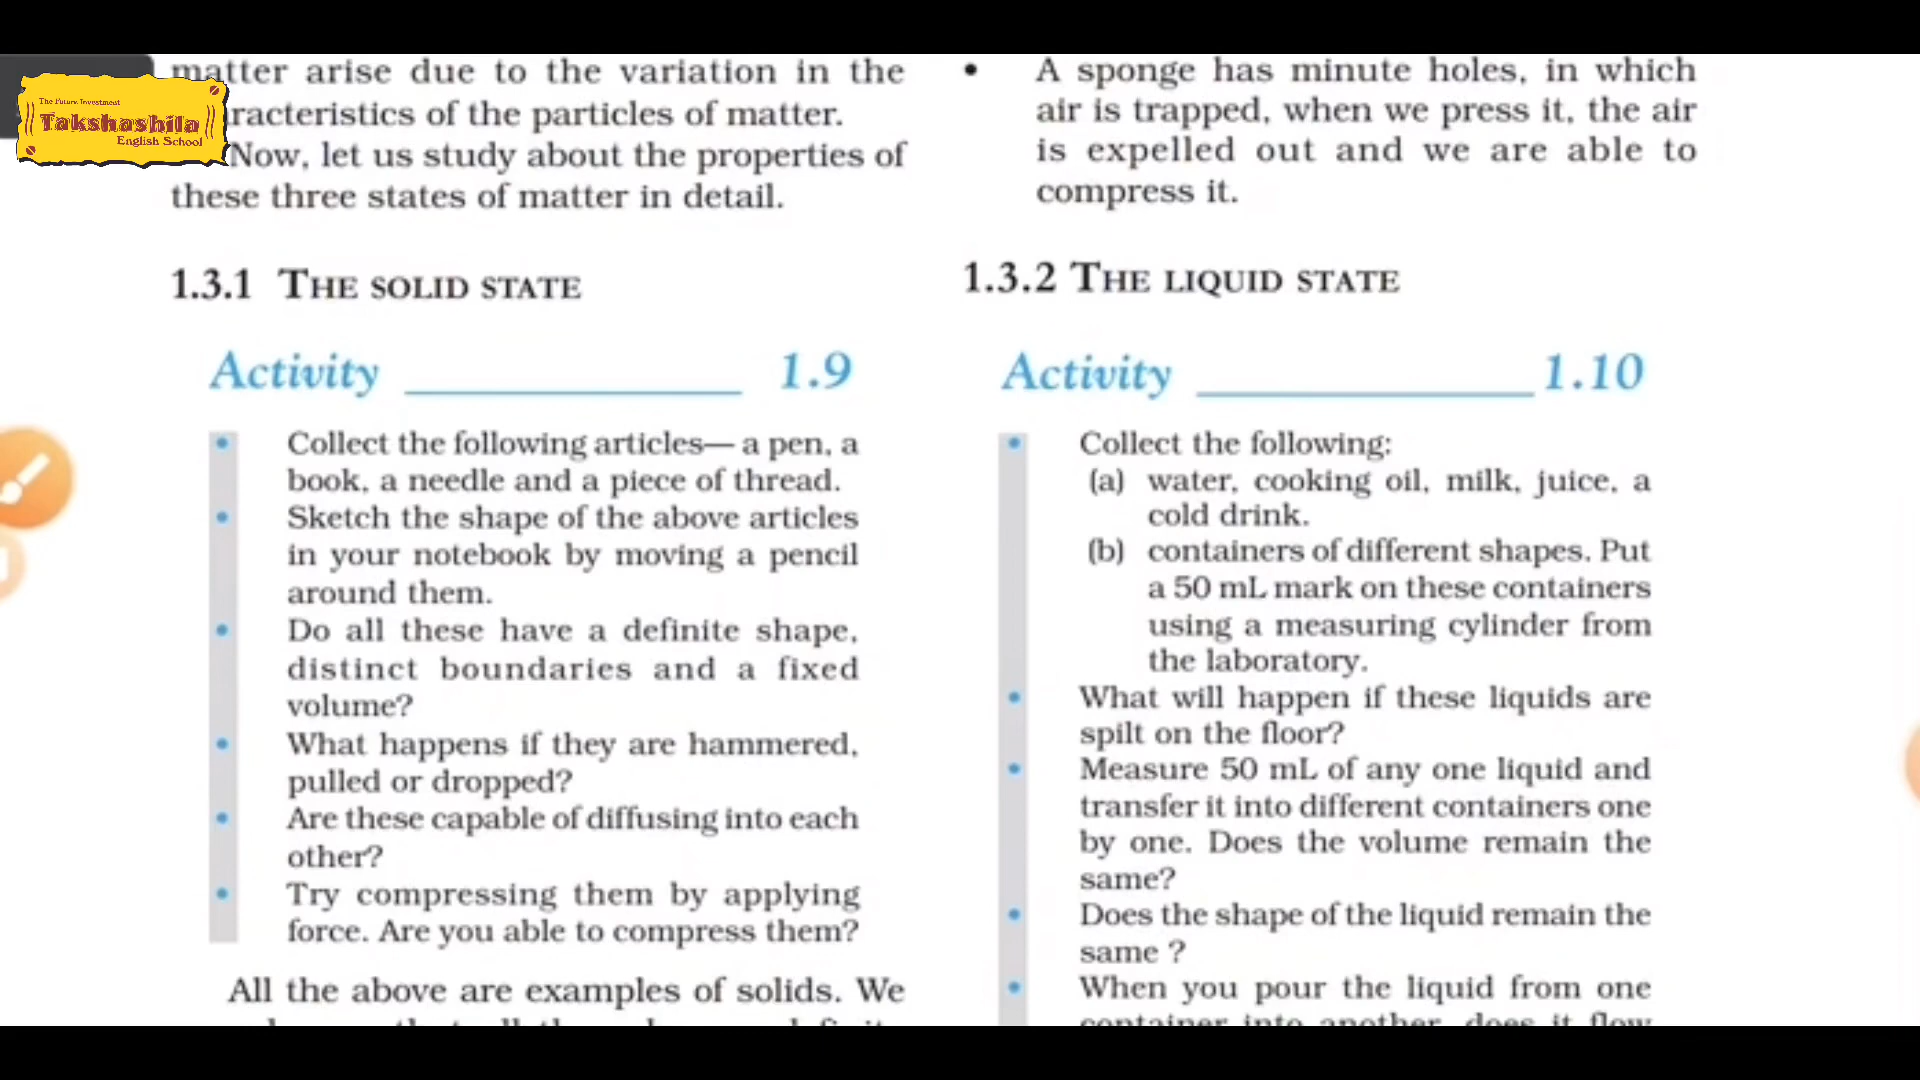 The Future Investment
Takshashila
English School
matter arise due to the variation in the
racteristics of the particles of matter.
Now, let us study about the properties of
these three states of matter in detail.
1.3.1 THE SOLID STATE
Activity 1.9
• Collect the following articles— a pen, a
book, a needle and a piece of thread.
• Sketch the shape of the above articles
in your notebook by moving a pencil
around them.
• Do all these have a definite shape,
distinct boundaries and a fixed
volume?
• What happens if they are hammered,
pulled or dropped?
• Are these capable of diffusing into each
other?
• Try compressing them by applying
force. Are you able to compress them?
All the above are examples of solids. We
• A sponge has minute holes, in which
air is trapped, when we press it, the air
is expelled out and we are able to
compress it.
1.3.2 THE LIQUID STATE
Activity 1.10
• Collect the following:
(a) water, cooking oil, milk, juice, a
cold drink.
(b) containers of different shapes. Put
a 50 mL mark on these containers
using a measuring cylinder from
the laboratory.
• What will happen if these liquids are
spilt on the floor?
• Measure 50 mL of any one liquid and
transfer it into different containers one
by one. Does the volume remain the
same?
• Does the shape of the liquid remain the
same ?
• When you pour the liquid from one
container into another, does it flow